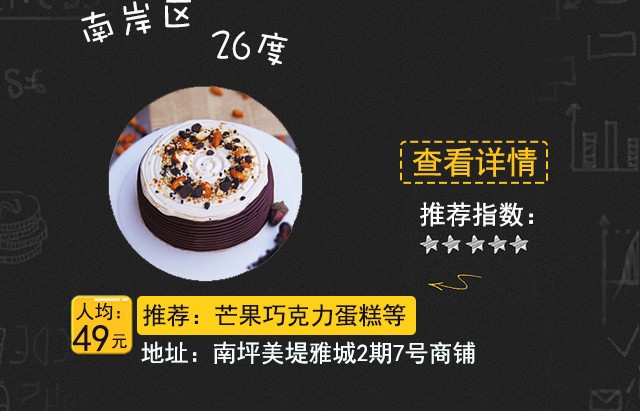 南岸区
26度
查看详情
推荐指数：
人均：
49元
推荐：芒果巧克力蛋糕等
地址：南坪美堤雅城2期7号商铺